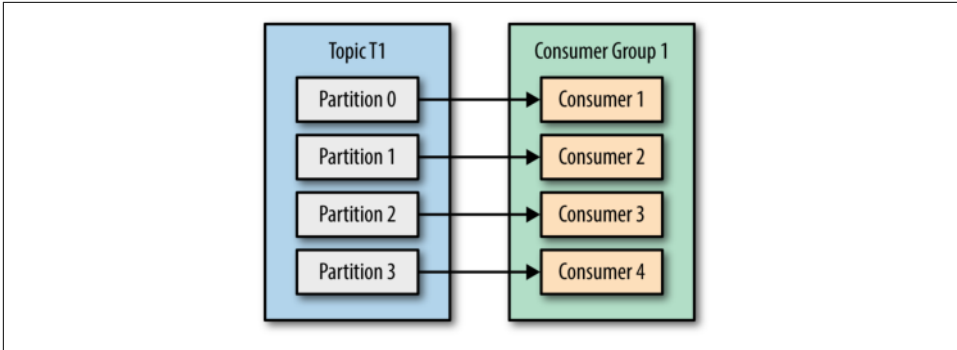 Topic T1
Partition 0
Partition 1
Partition 2
Partition 3
Consumer Group 1
Consumer 1
Consumer 2
Consumer 3
Consumer 4